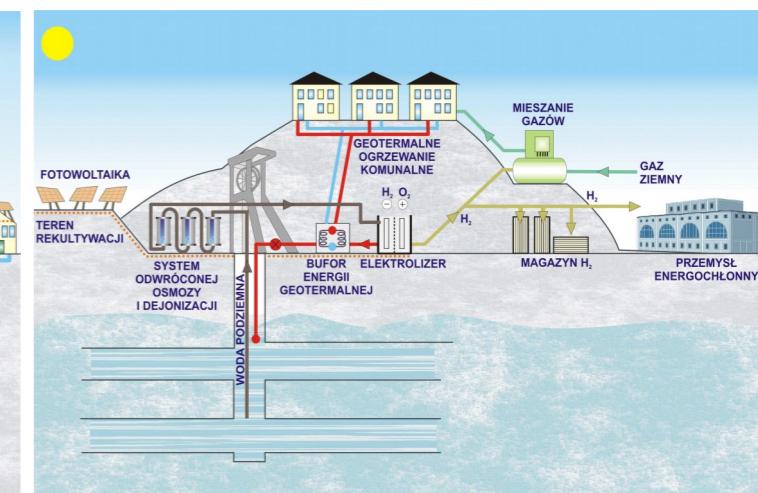 MIESZANIE
GAZÓW
GEOTERMALNE
OGRZEWANIE
KOMUNALNE
GAZ
ZIEMNY
FOTOWOLTAIKA
H₂ O₂
H₂
TEREN
REKULTYWACJI
H₂
SYSTEM
ODWRÓCONEJ
OSMOZY
I DEJONIZACJI
BUFOR
ENERGII
GEOTERMALNEJ
ELEKTROLIZER
MAGAZYN H₂
PRZEMYSŁ
ENERGOCHŁONNY
WODA PODZIEMNA